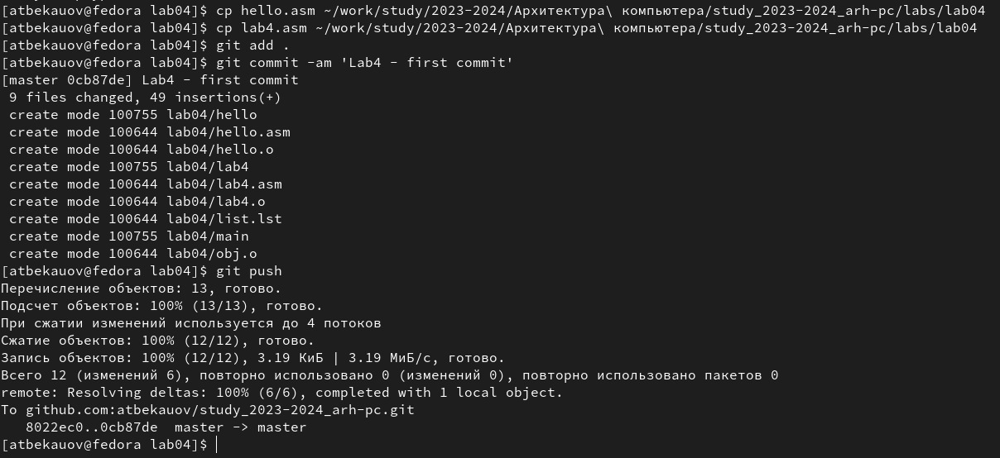 [atbekauov@fedora lab04]$ cp hello.asm ~/work/study/2023-2024/Архитектура\ компьютера/study_2023-2024_arh-pc/labs/lab04
[atbekauov@fedora lab04]$ cp lab4.asm ~/work/study/2023-2024/Архитектура\ компьютера/study_2023-2024_arh-pc/labs/lab04
[atbekauov@fedora lab04]$ git add .
[atbekauov@fedora lab04]$ git commit -am 'Lab4 - first commit'
[master 0cb87de] Lab4 - first commit
 9 files changed, 49 insertions(+)
 create mode 100755 lab04/hello
 create mode 100644 lab04/hello.asm
 create mode 100644 lab04/hello.o
 create mode 100755 lab04/lab4
 create mode 100644 lab04/lab4.asm
 create mode 100644 lab04/lab4.o
 create mode 100644 lab04/list.lst
 create mode 100755 lab04/main
 create mode 100644 lab04/obj.o
[atbekauov@fedora lab04]$ git push
Перечисление объектов: 13, готово.
Подсчет объектов: 100% (13/13), готово.
При сжатии изменений используется до 4 потоков
Сжатие объектов: 100% (12/12), готово.
Запись объектов: 100% (12/12), 3.19 КиБ | 3.19 МиБ/с, готово.
Всего 12 (изменений 6), повторно использовано 0 (изменений 0), повторно использовано пакетов 0
remote: Resolving deltas: 100% (6/6), completed with 1 local object.
To github.com:atbekauov/study_2023-2024_arh-pc.git
   8022ec0..0cb87de  master -> master
[atbekauov@fedora lab04]$